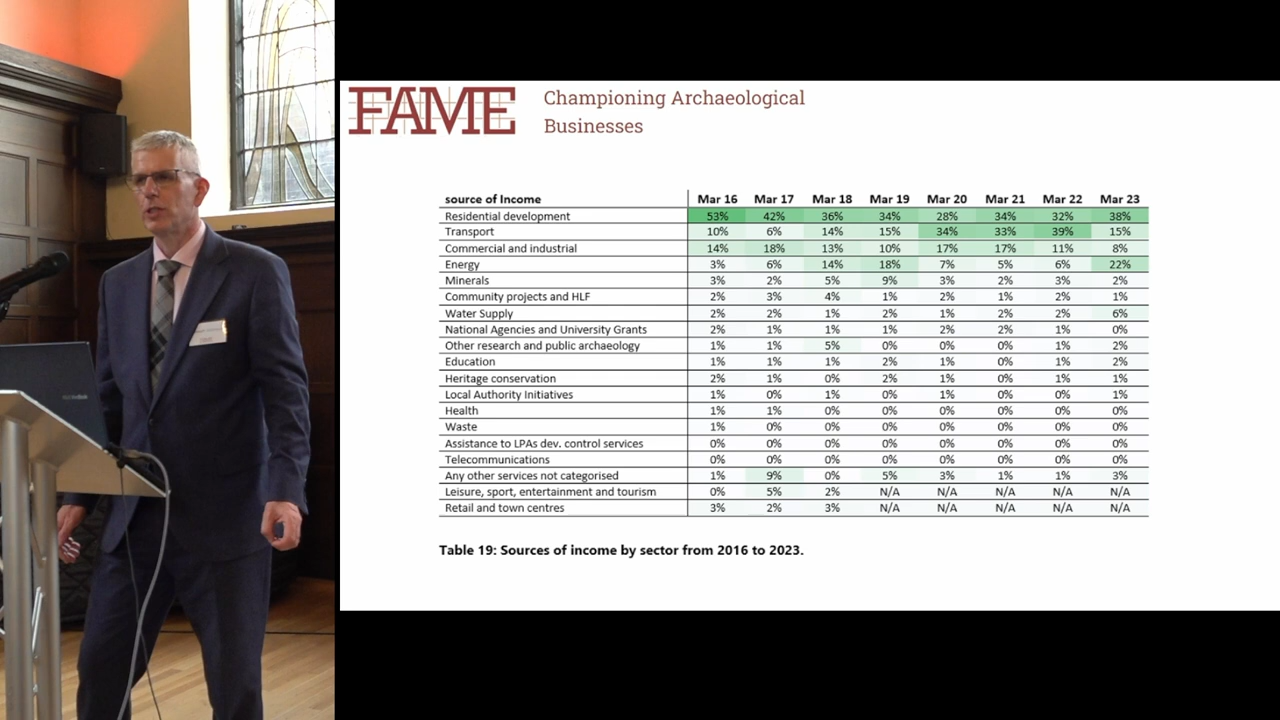 FAME
Championing Archaeological
Businesses
source of Income Mar 16 Mar 17 Mar 18 Mar 19 Mar 20 Mar 21 Mar 22 Mar 23
Residential development 53% 42% 36% 34% 28% 34% 32% 38%
Transport 10% 6% 14% 15% 34% 33% 39% 15%
Commercial and industrial 14% 18% 13% 10% 17% 17% 11% 8%
Energy 3% 6% 14% 18% 7% 5% 6% 22%
Minerals 3% 2% 5% 9% 3% 2% 3% 2%
Community projects and HLF 2% 3% 4% 1% 2% 1% 2% 1%
Water Supply 2% 2% 1% 2% 1% 2% 2% 6%
National Agencies and University Grants 2% 1% 1% 1% 2% 2% 1% 0%
Other research and public archaeology 1% 1% 5% 0% 0% 0% 1% 2%
Education 1% 1% 1% 2% 1% 0% 1% 2%
Heritage conservation 2% 1% 0% 2% 1% 0% 1% 1%
Local Authority Initiatives 1% 0% 1% 0% 1% 0% 0% 1%
Health 1% 1% 0% 0% 0% 0% 0% 0%
Waste 1% 0% 0% 0% 0% 0% 0% 0%
Assistance to LPAs dev. control services 0% 0% 0% 0% 0% 0% 0% 0%
Telecommunications 0% 0% 0% 0% 0% 0% 0% 0%
Any other services not categorised 1% 9% 0% 5% 3% 1% 1% 3%
Leisure, sport, entertainment and tourism 0% 5% 2% N/A N/A N/A N/A N/A
Retail and town centres 3% 2% 3% N/A N/A N/A N/A N/A
Table 19: Sources of income by sector from 2016 to 2023.